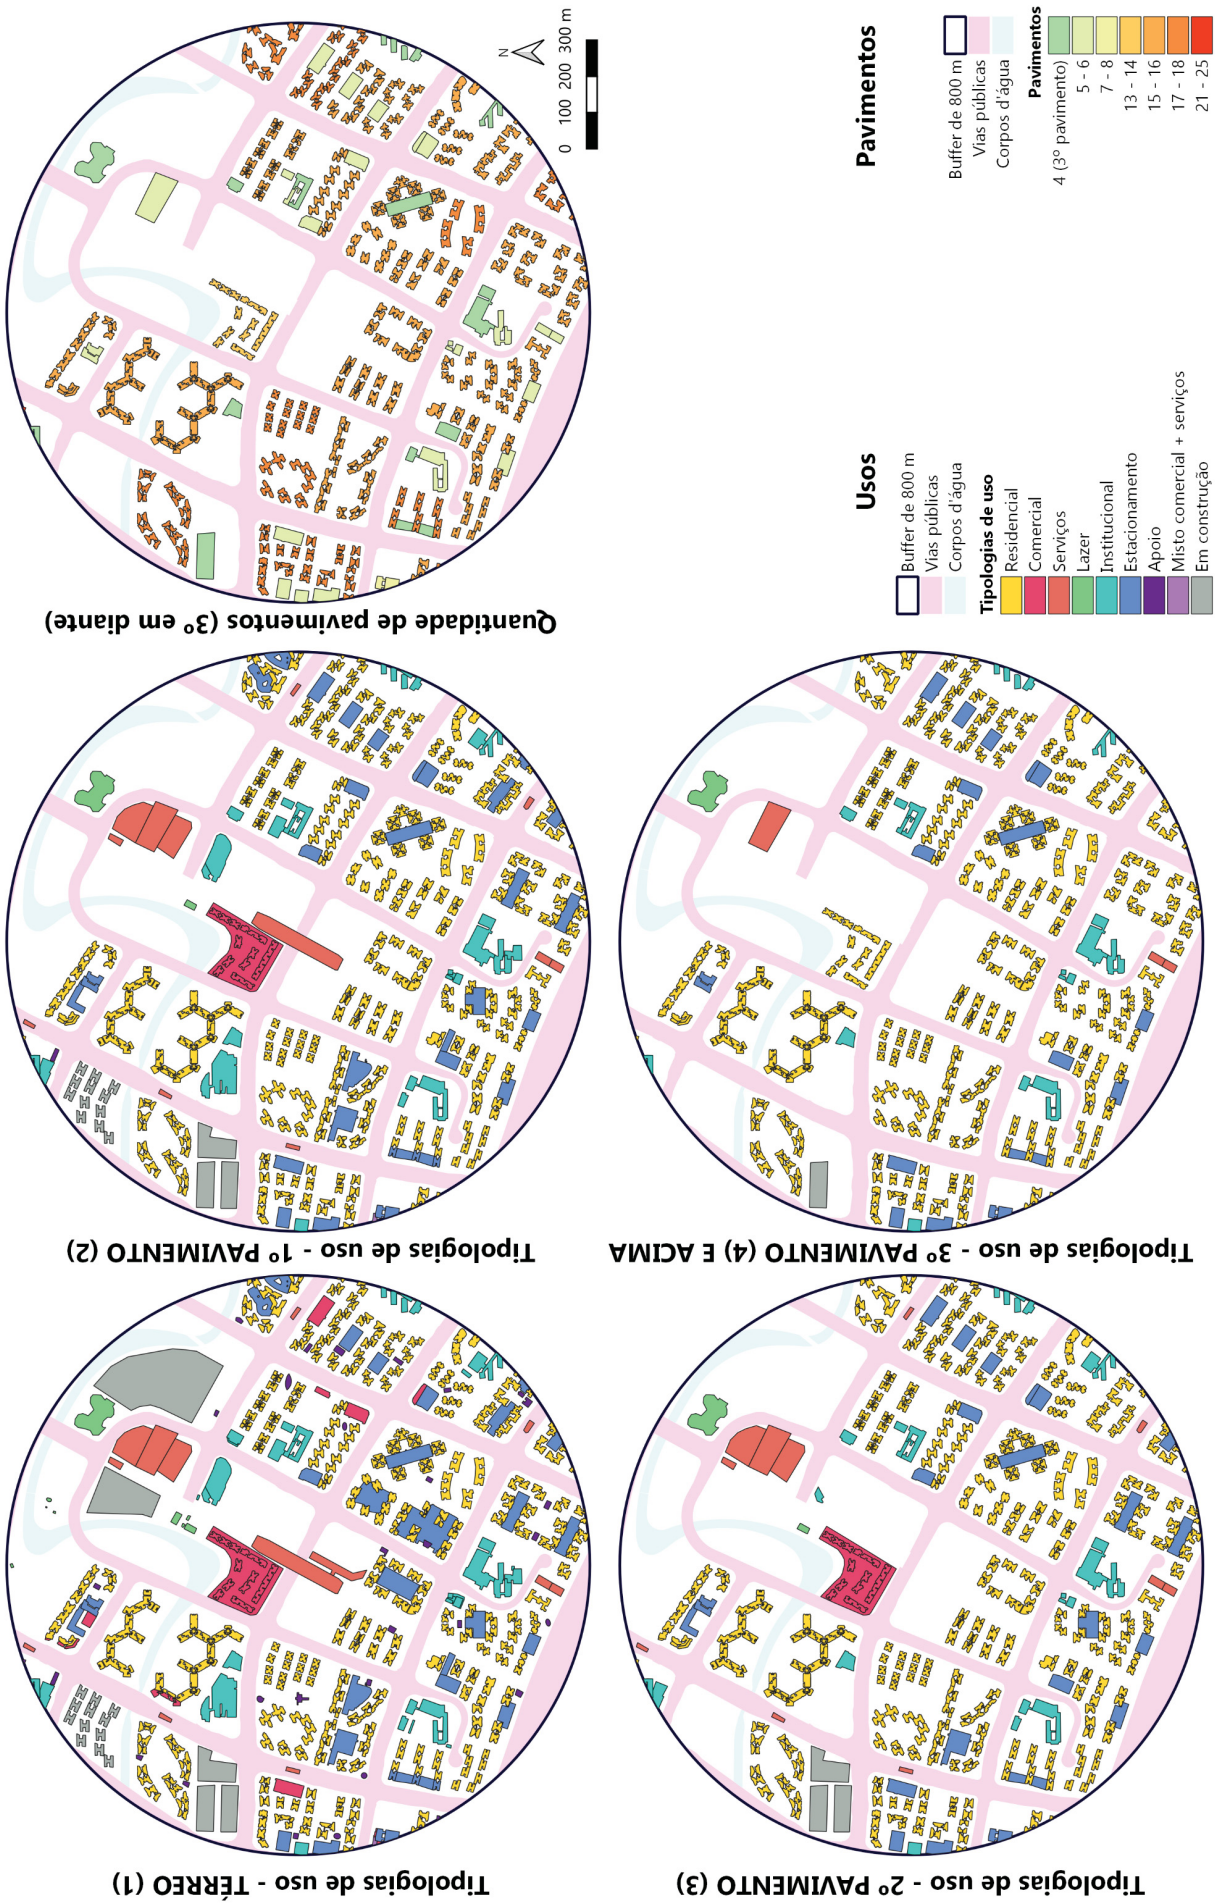 Tipologias de uso - TÉRREO (1)
Tipologias de uso - 1º PAVIMENTO (2)
Quantidade de pavimentos (3º em diante)
N
0 100 200 300 m
Tipologias de uso - 2º PAVIMENTO (3)
Tipologias de uso - 3º PAVIMENTO (4) E ACIMA
Usos
Buffer de 800 m
Vias públicas
Corpos d'água
Tipologias de uso
Residencial
Comercial
Serviços
Lazer
Institucional
Estacionamento
Apoio
Misto comercial + serviços
Em construção
Pavimentos
Buffer de 800 m
Vias públicas
Corpos d'água
Pavimentos
4 (3º pavimento)
5 - 6
7 - 8
13 - 14
15 - 16
17 - 18
21 - 25